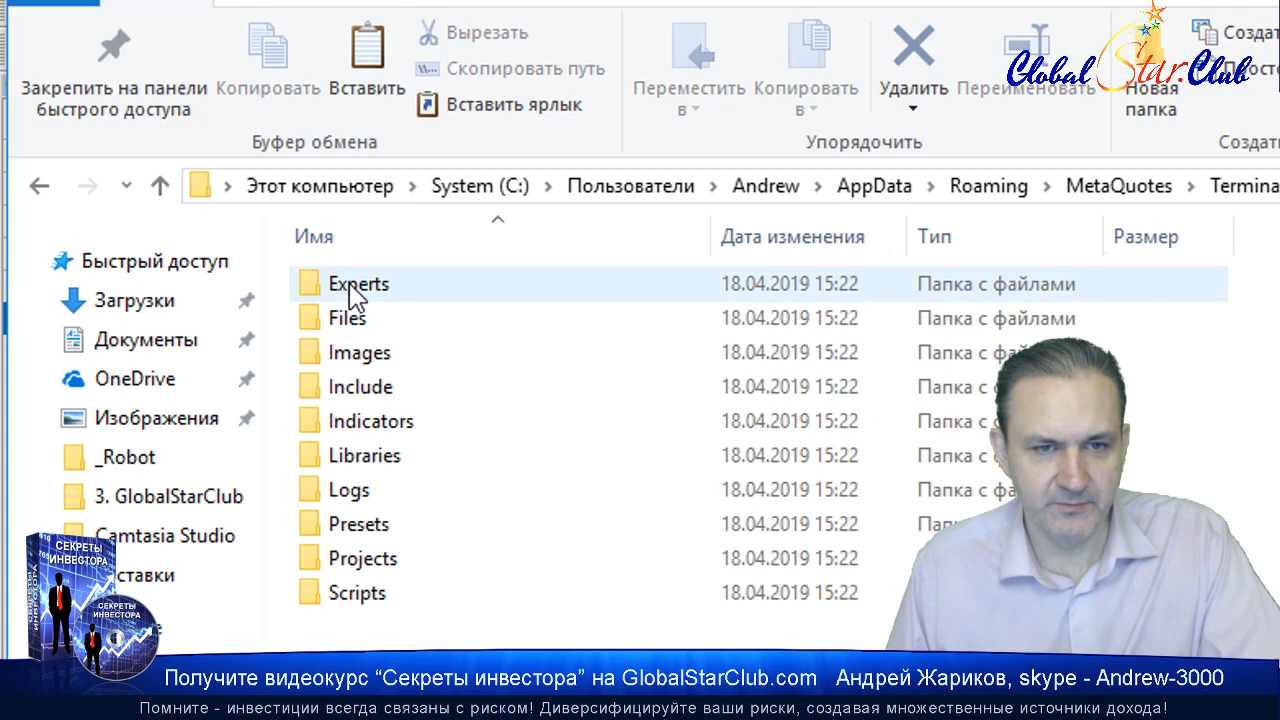 Закрепить на панели
быстрого доступа
Копировать
Вставить
Вырезать
Скопировать путь
Вставить ярлык
Переместить
в
Копировать
в
Удалить
Переименовать
Новая
папка
Global Star.Club
Буфер обмена
Упорядочить
Этот компьютер > System (C:) > Пользователи > Andrew > AppData > Roaming > MetaQuotes >
Имя Дата изменения Тип Размер
Быстрый доступ
Загрузки
Документы
OneDrive
Изображения
_Robot
3. GlobalStarClub
Camtasia Studio
Experts 18.04.2019 15:22 Папка с файлами
Files 18.04.2019 15:22 Папка с файлами
Images 18.04.2019 15:22 Папка с
Include 18.04.2019 15:22 Папка с
Indicators 18.04.2019 15:22 Папка с
Libraries 18.04.2019 15:22 Папка с
Logs 18.04.2019 15:22 Папка с
Presets 18.04.2019 15:22
Projects 18.04.2019 15:22
Scripts 18.04.2019 15:22
СЕКРЕТЫ
ИНВЕСТОРА
СЕКРЕТЫ
ИНВЕСТОРА
Получите видеокурс “Секреты инвестора” на GlobalStarClub.com Андрей Жариков, skype - Andrew-3000
Помните - инвестиции всегда связаны с риском! Диверсифицируйте ваши риски, создавая множественные источники дохода!